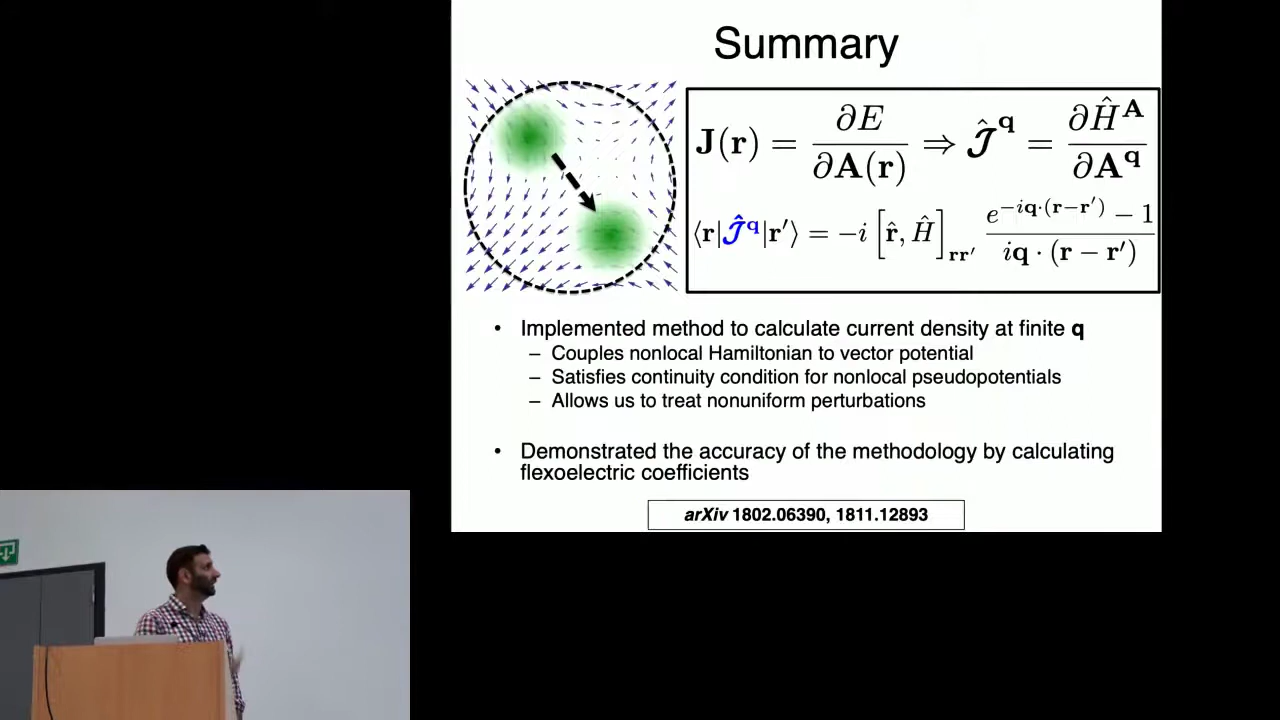 Summary
𝐉(𝐫) = ∂E / ∂𝐀(𝐫) ⇒ 𝓙̂^𝐪 = ∂Ĥ^𝐀 / ∂𝐀^𝐪
⟨𝐫|𝓙̂^𝐪|𝐫′⟩ = −i [𝐫̂, Ĥ]_𝐫𝐫′ (e^{−i𝐪·(𝐫−𝐫′)} − 1) / (i𝐪 · (𝐫 − 𝐫′))
• Implemented method to calculate current density at finite q
– Couples nonlocal Hamiltonian to vector potential
– Satisfies continuity condition for nonlocal pseudopotentials
– Allows us to treat nonuniform perturbations
• Demonstrated the accuracy of the methodology by calculating
flexoelectric coefficients
arXiv 1802.06390, 1811.12893